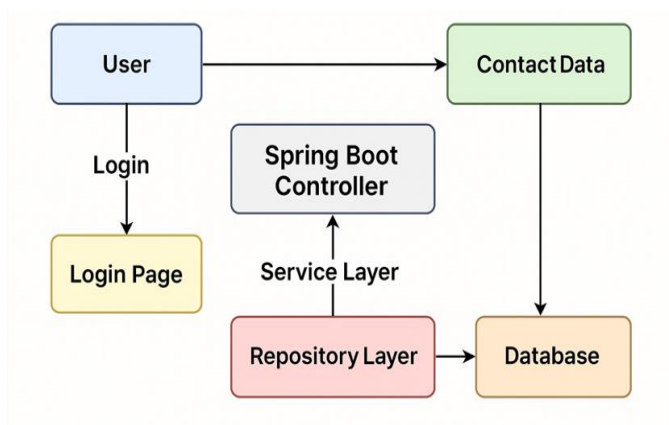 User
Contact Data
Login
Spring Boot
Controller
Login Page
Service Layer
Repository Layer
Database